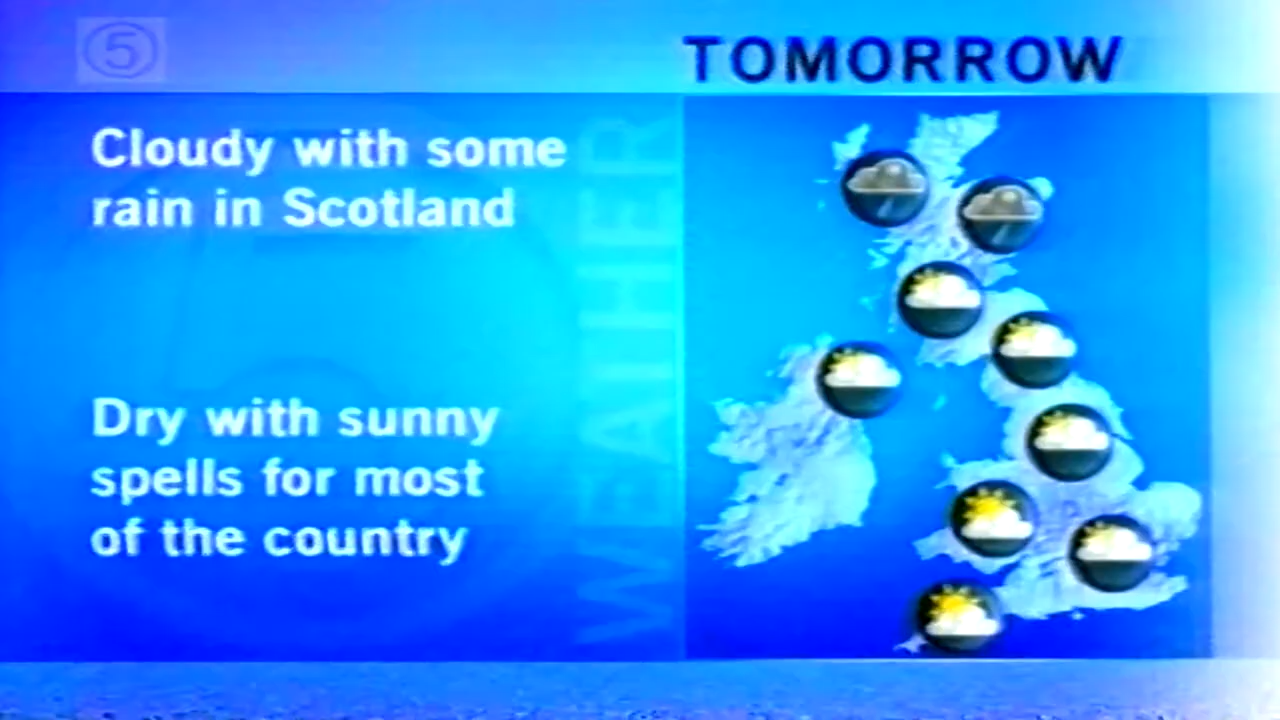 5
TOMORROW
Cloudy with some
rain in Scotland
WEATHER
Dry with sunny
spells for most
of the country